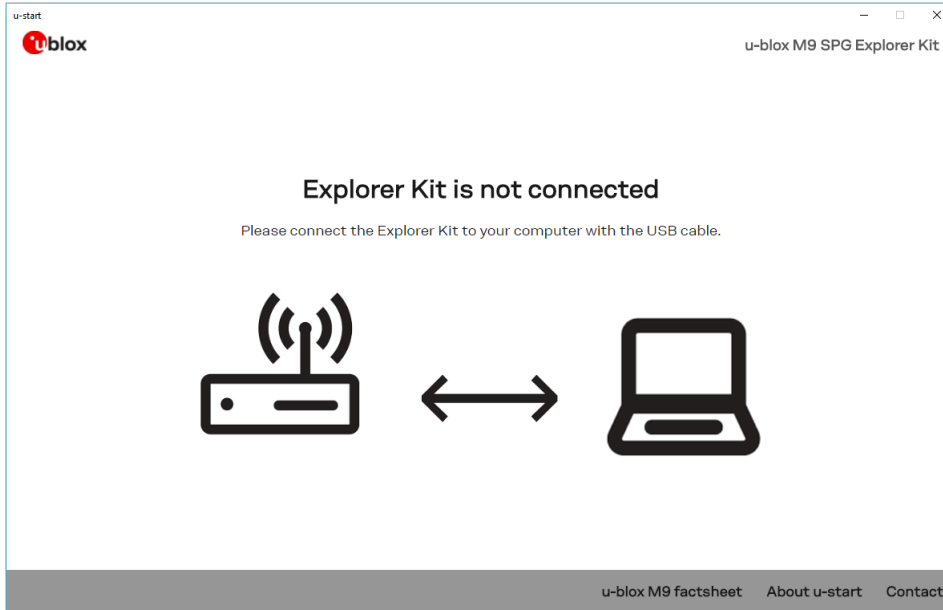 u-start
ublox
u-blox M9 SPG Explorer Kit
Explorer Kit is not connected
Please connect the Explorer Kit to your computer with the USB cable.
u-blox M9 factsheet About u-start Contact